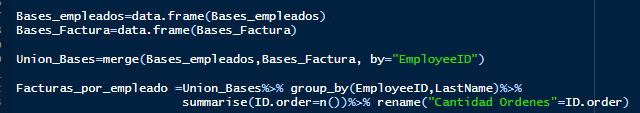 Bases_empleados=data.frame(Bases_empleados)
Bases_Factura=data.frame(Bases_Factura)
Union_Bases=merge(Bases_empleados,Bases_Factura, by="EmployeeID")
Facturas_por_empleado =Union_Bases%>% group_by(EmployeeID,LastName)%>%
summarise(ID.order=n())%>% rename("Cantidad Ordenes"=ID.order)